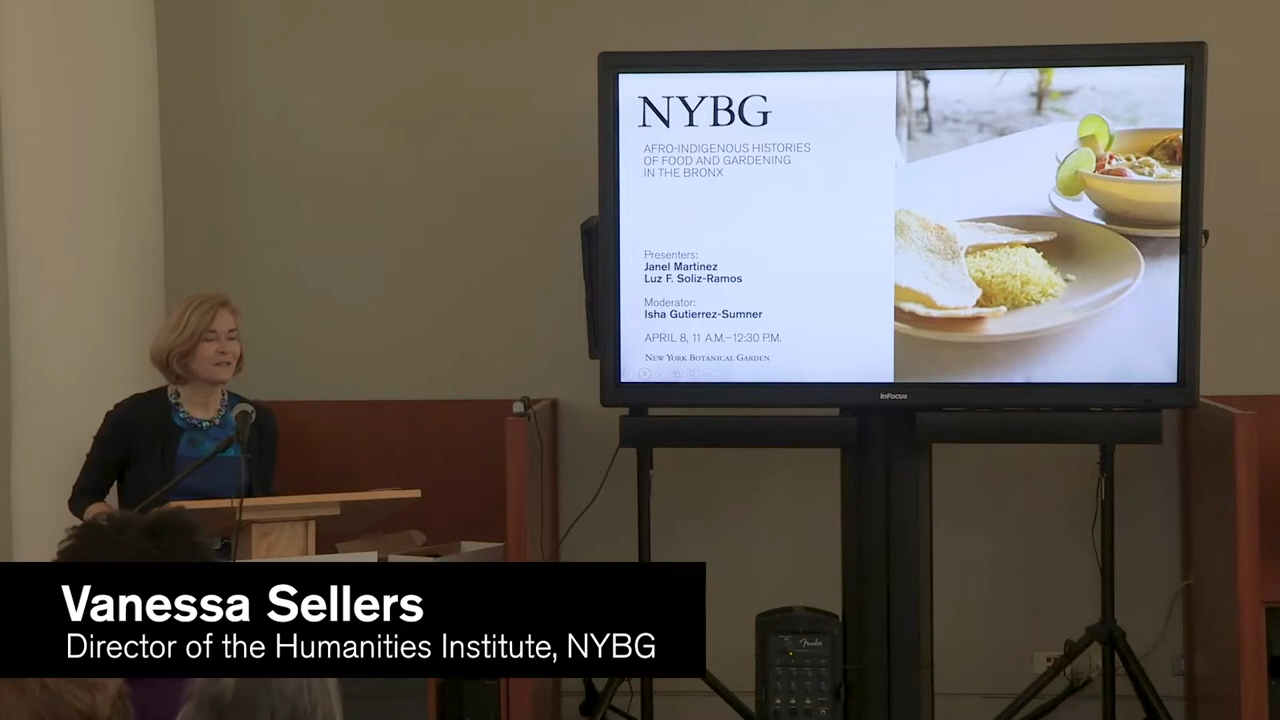 NYBG
AFRO-INDIGENOUS HISTORIES
OF FOOD AND GARDENING
IN THE BRONX
Presenters:
Janel Martinez
Luz F. Soliz-Ramos
Moderator:
Isha Gutierrez-Sumner
APRIL 8, 11 A.M.–12:30 P.M.
NEW YORK BOTANICAL GARDEN
InFocus
Vanessa Sellers
Director of the Humanities Institute, NYBG
Fender